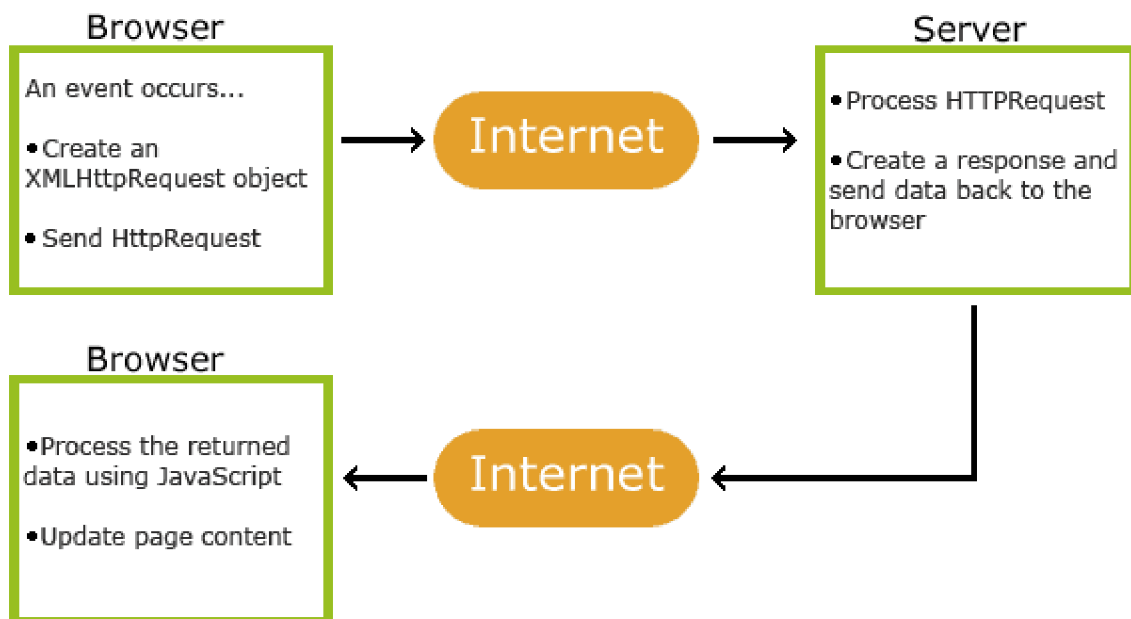 Browser
An event occurs...
•Create an
XMLHttpRequest object
• Send HttpRequest
Internet
Server
•Process HTTPRequest
•Create a response and
send data back to the
browser
Browser
•Process the returned
data using JavaScript
•Update page content
Internet